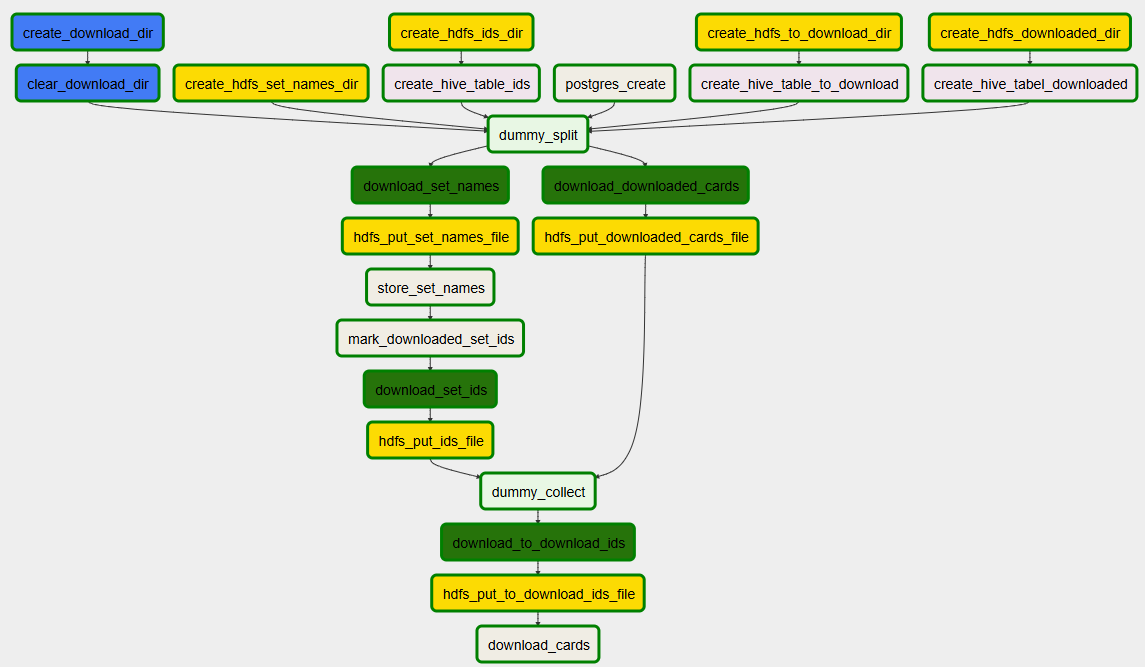 create_download_dir
create_hdfs_ids_dir
create_hdfs_to_download_dir
create_hdfs_downloaded_dir
clear_download_dir
create_hdfs_set_names_dir
create_hive_table_ids
postgres_create
create_hive_table_to_download
create_hive_tabel_downloaded
dummy_split
download_set_names
download_downloaded_cards
hdfs_put_set_names_file
hdfs_put_downloaded_cards_file
store_set_names
mark_downloaded_set_ids
download_set_ids
hdfs_put_ids_file
dummy_collect
download_to_download_ids
hdfs_put_to_download_ids_file
download_cards